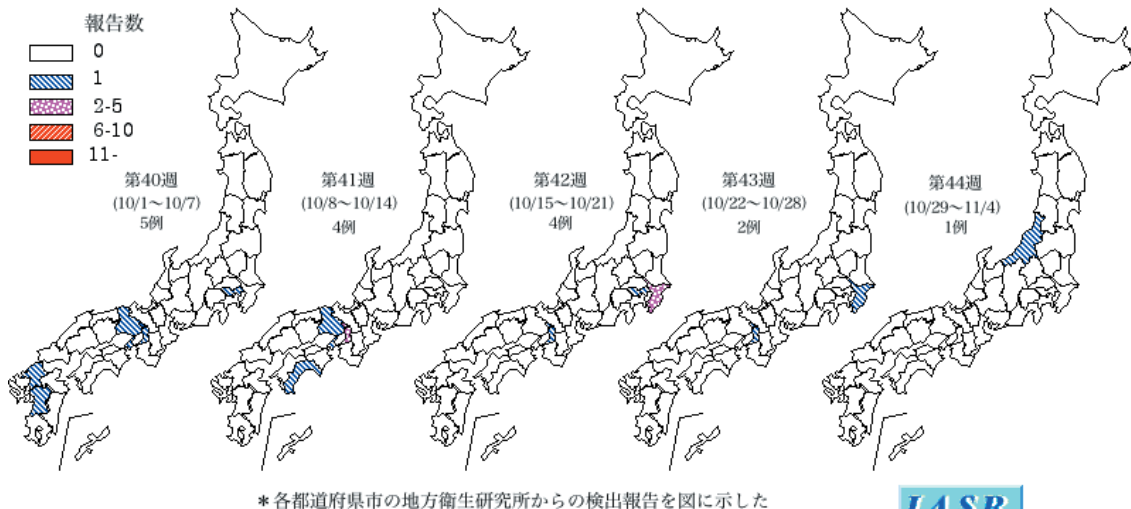 報告数
0
1
2-5
6-10
11-
第40週
(10/1～10/7)
5例
第41週
(10/8～10/14)
4例
第42週
(10/15～10/21)
4例
第43週
(10/22～10/28)
2例
第44週
(10/29～11/4)
1例
＊各都道府県市の地方衛生研究所からの検出報告を図に示した
IASR